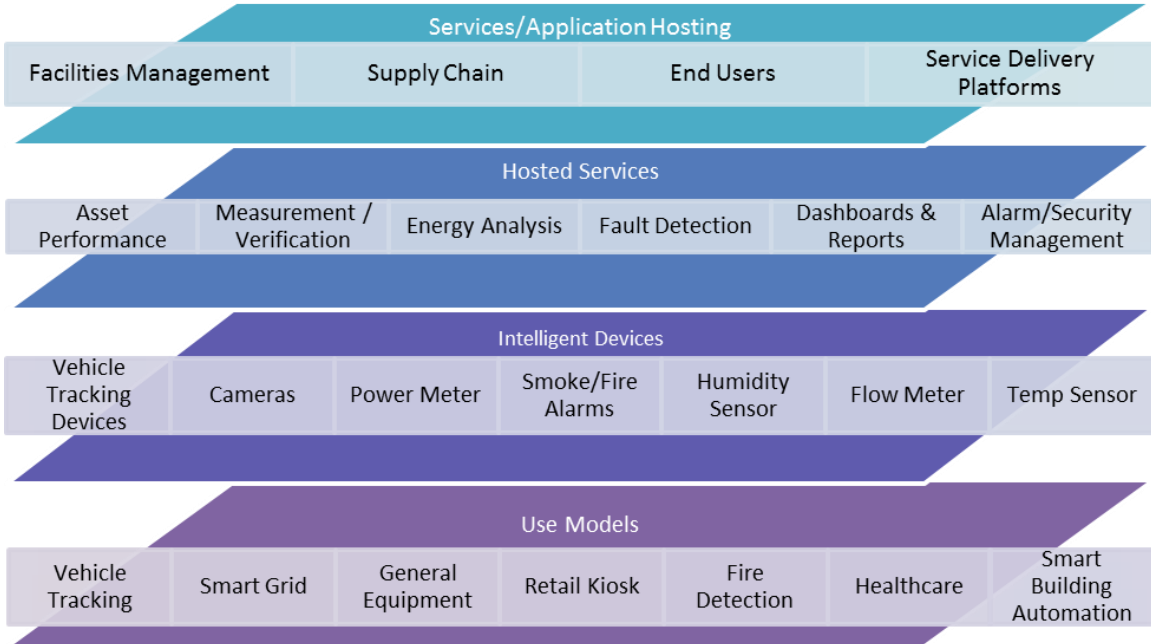 Services/Application Hosting
Facilities Management
Supply Chain
End Users
Service Delivery
Platforms
Hosted Services
Asset
Performance
Measurement /
Verification
Energy Analysis
Fault Detection
Dashboards &
Reports
Alarm/Security
Management
Intelligent Devices
Vehicle
Tracking
Devices
Cameras
Power Meter
Smoke/Fire
Alarms
Humidity
Sensor
Flow Meter
Temp Sensor
Use Models
Vehicle
Tracking
Smart Grid
General
Equipment
Retail Kiosk
Fire
Detection
Healthcare
Smart
Building
Automation